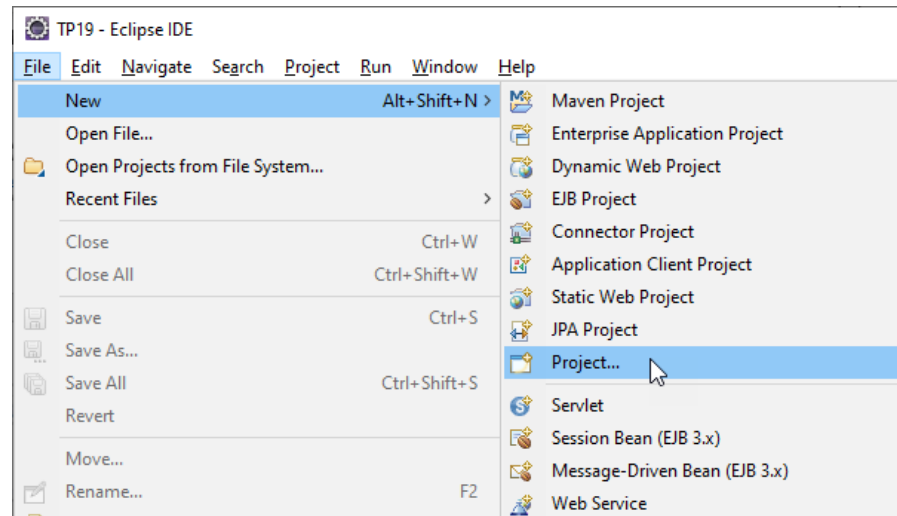 TP19 - Eclipse IDE
File Edit Navigate Search Project Run Window Help
New Alt+Shift+N >
Open File...
Open Projects from File System...
Recent Files >
Close Ctrl+W
Close All Ctrl+Shift+W
Save Ctrl+S
Save As...
Save All Ctrl+Shift+S
Revert
Move...
Rename... F2
Maven Project
Enterprise Application Project
Dynamic Web Project
EJB Project
Connector Project
Application Client Project
Static Web Project
JPA Project
Project...
Servlet
Session Bean (EJB 3.x)
Message-Driven Bean (EJB 3.x)
Web Service